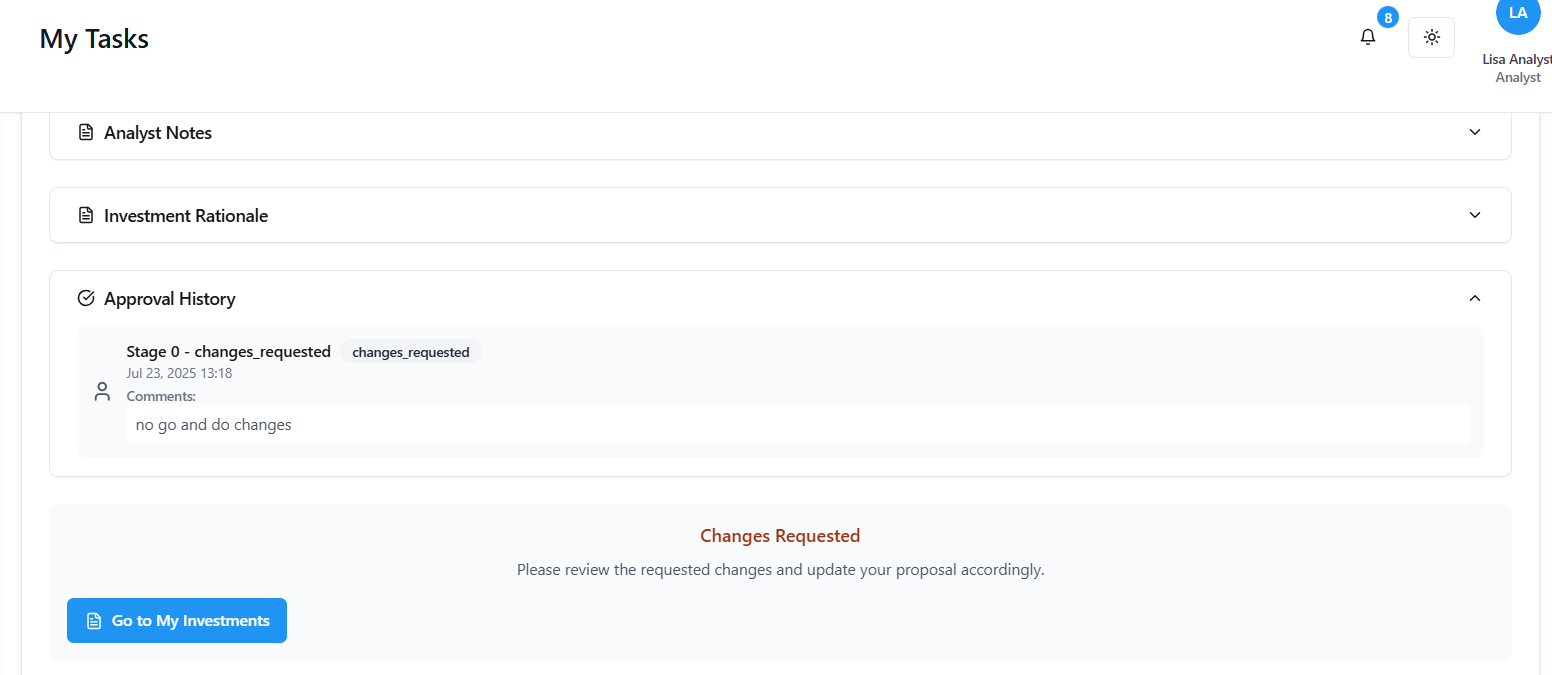 My Tasks
8
LA
Lisa Analyst
Analyst
Analyst Notes
Investment Rationale
Approval History
Stage 0 - changes_requested changes_requested
Jul 23, 2025 13:18
Comments:
no go and do changes
Changes Requested
Please review the requested changes and update your proposal accordingly.
Go to My Investments